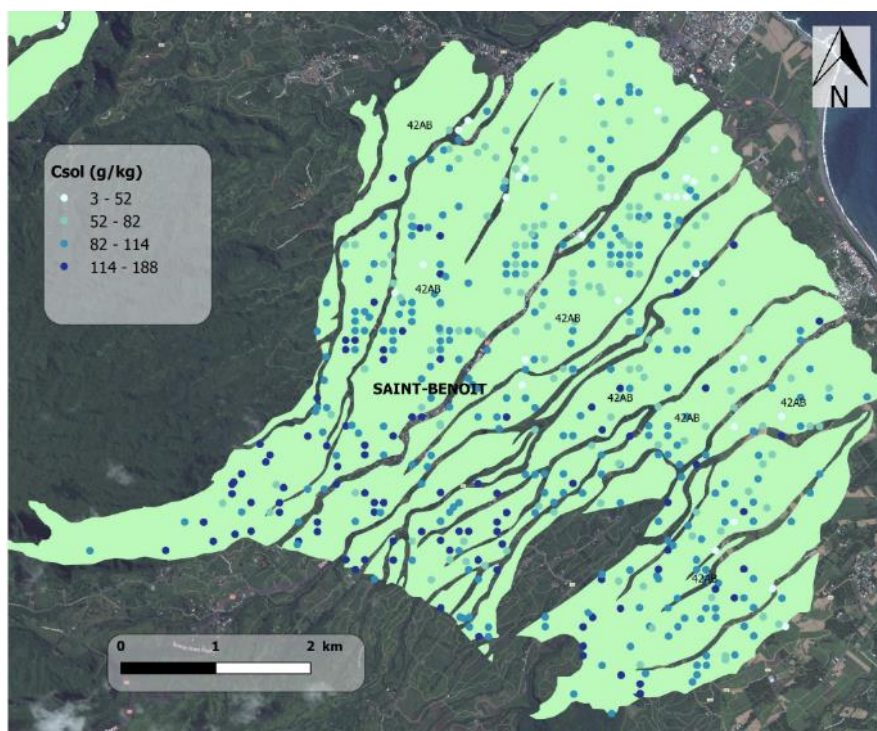 N
42AB
Csol (g/kg)
3 - 52
52 - 82
82 - 114
114 - 188
42AB
42AB
SAINT-BENOIT
42AB
42AB
42AB
42AB
0 1 2 km